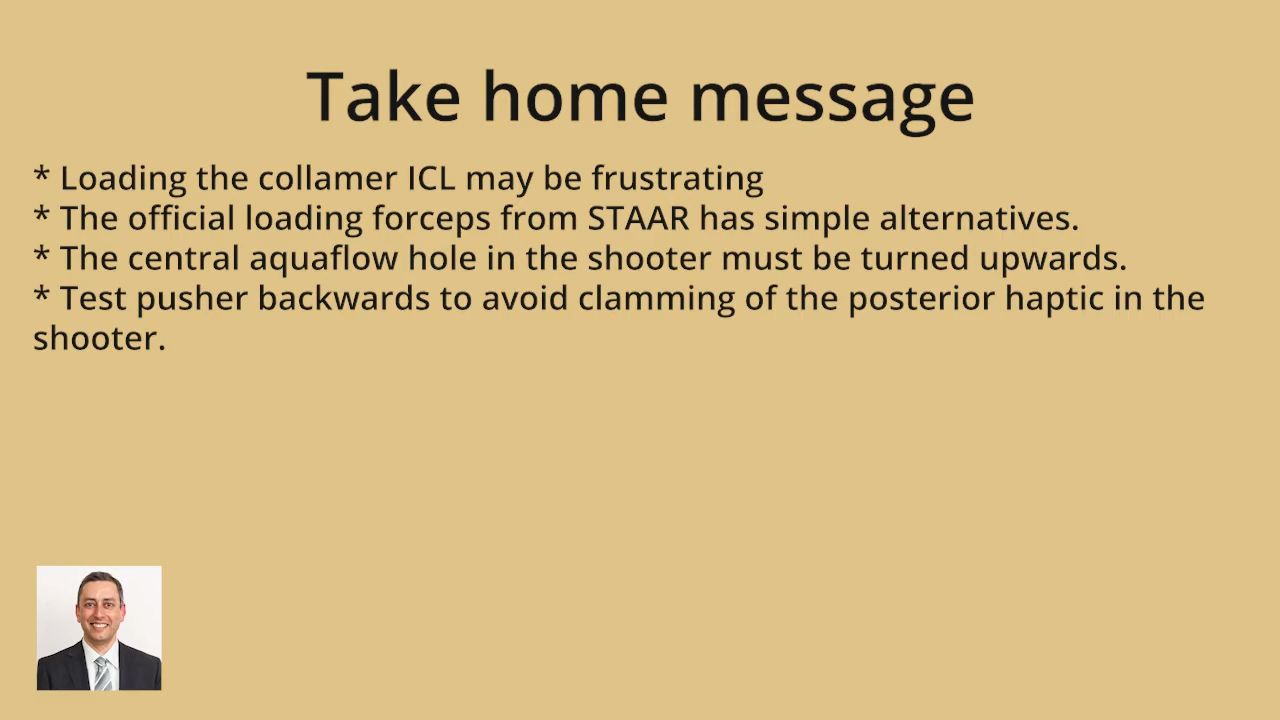 Take home message
* Loading the collamer ICL may be frustrating
* The official loading forceps from STAAR has simple alternatives.
* The central aquaflow hole in the shooter must be turned upwards.
* Test pusher backwards to avoid clamming of the posterior haptic in the
shooter.